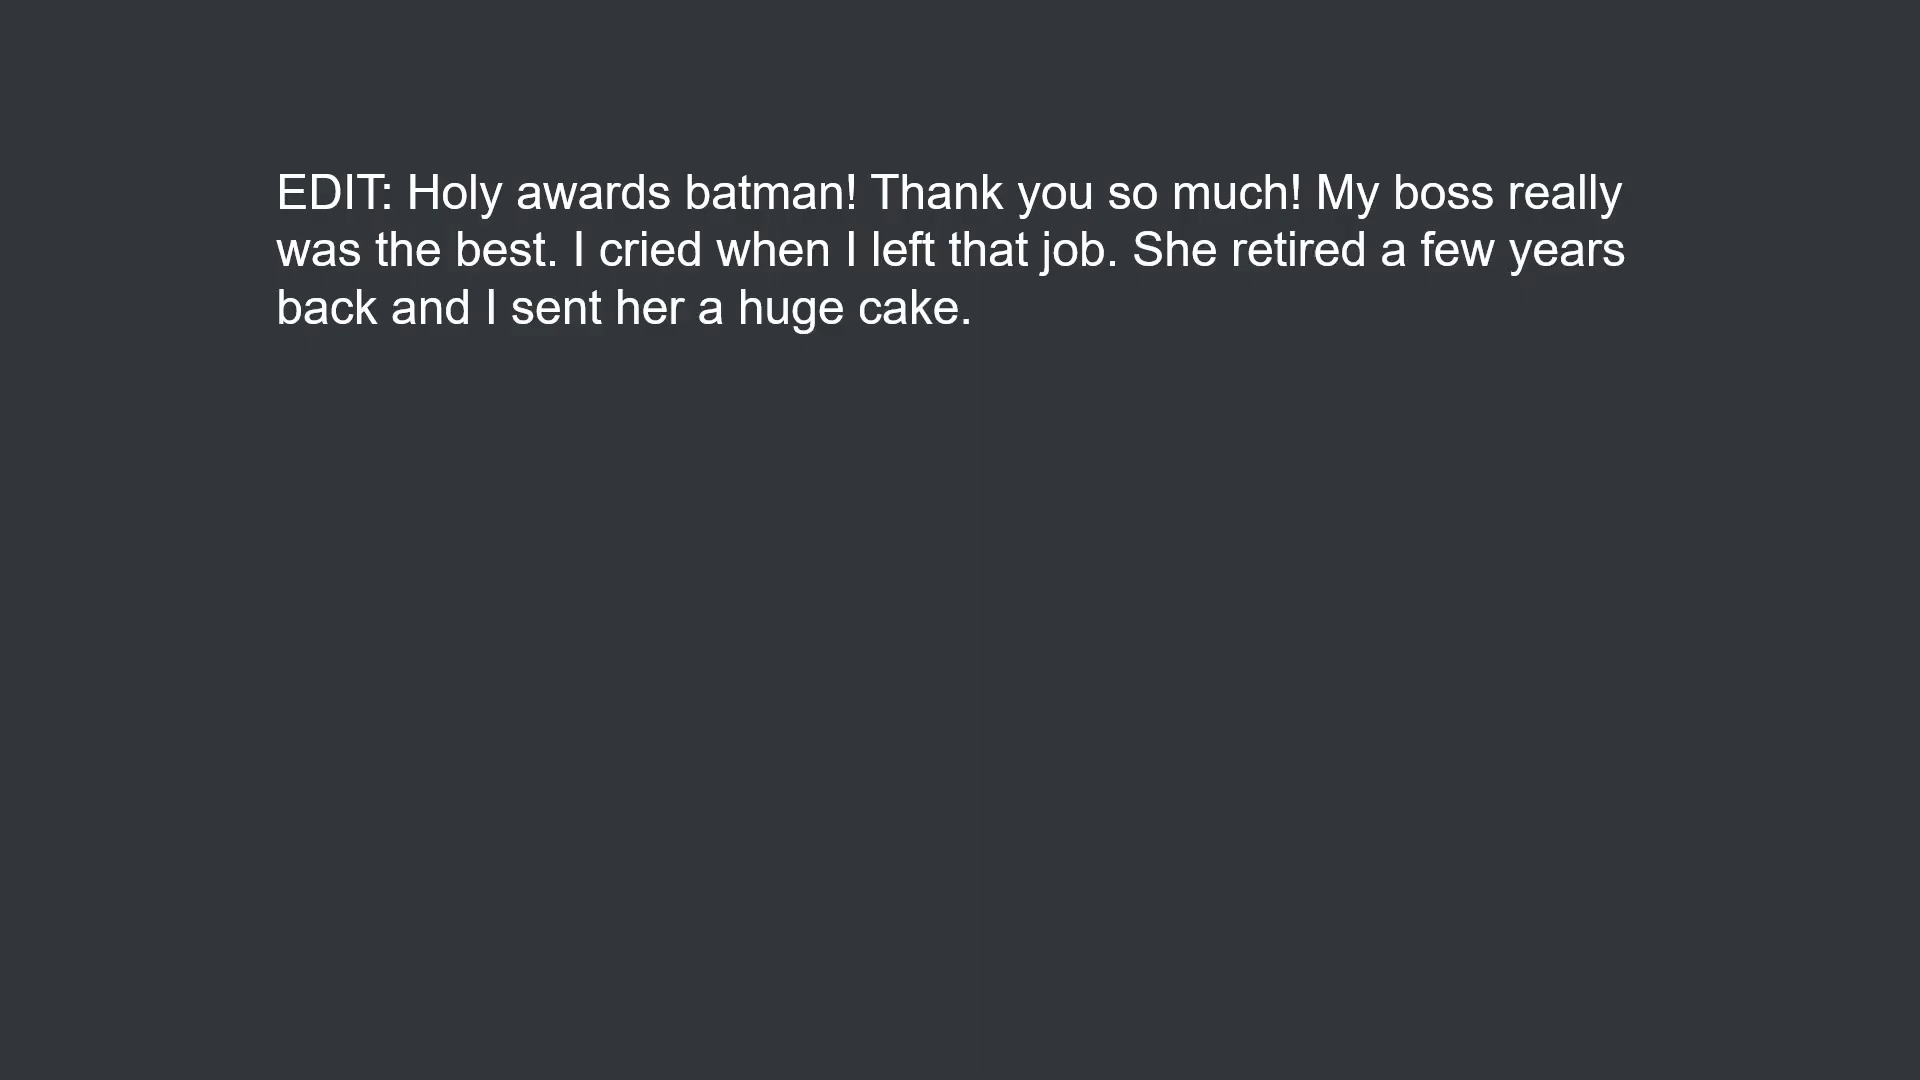 EDIT: Holy awards batman! Thank you so much! My boss really
was the best. I cried when I left that job. She retired a few years
back and I sent her a huge cake.